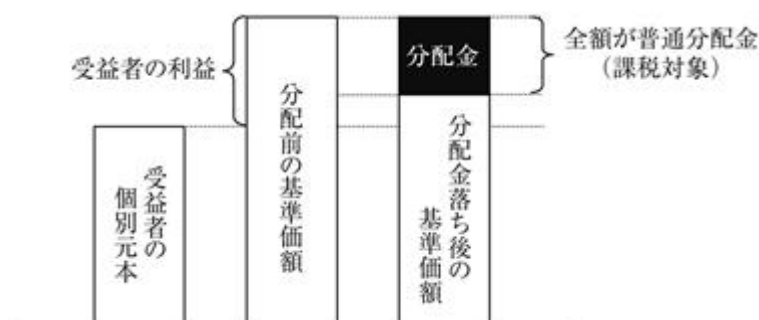 受益者の利益
分配金
全額が普通分配金
（課税対象）
受益者の
個別元本
分配前の基準価額
分配金落ち後の
基準価額